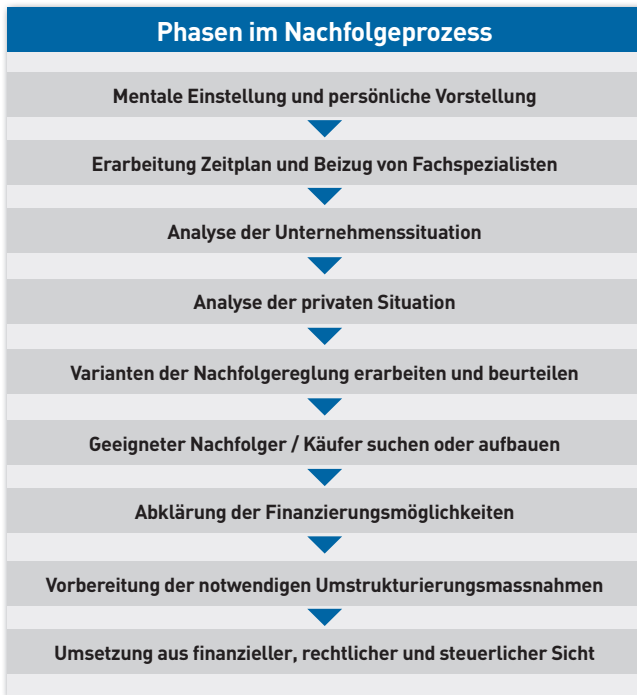 Phasen im Nachfolgeprozess
Mentale Einstellung und persönliche Vorstellung
Erarbeitung Zeitplan und Beizug von Fachspezialisten
Analyse der Unternehmenssituation
Analyse der privaten Situation
Varianten der Nachfolgereglung erarbeiten und beurteilen
Geeigneter Nachfolger / Käufer suchen oder aufbauen
Abklärung der Finanzierungsmöglichkeiten
Vorbereitung der notwendigen Umstrukturierungsmassnahmen
Umsetzung aus finanzieller, rechtlicher und steuerlicher Sicht